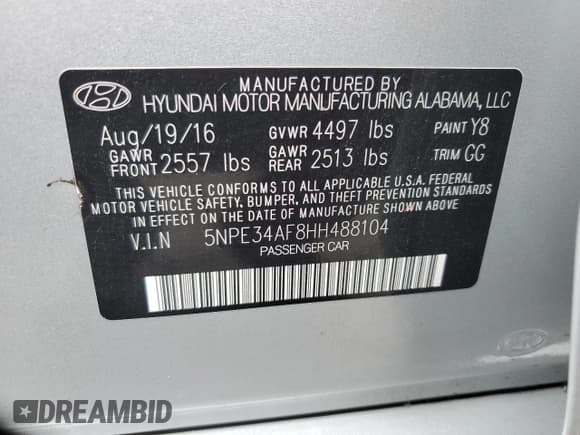 MANUFACTURED BY
HYUNDAI MOTOR MANUFACTURING ALABAMA, LLC
Aug/19/16 GVWR 4497 lbs PAINT Y8
GAWR FRONT 2557 lbs GAWR REAR 2513 lbs TRIM GG
THIS VEHICLE CONFORMS TO ALL APPLICABLE U.S.A. FEDERAL
MOTOR VEHICLE SAFETY, BUMPER, AND THEFT PREVENTION STANDARDS
IN EFFECT ON THE DATE OF MANUFACTURE SHOWN ABOVE
V.I.N 5NPE34AF8HH488104
PASSENGER CAR
DREAMBID